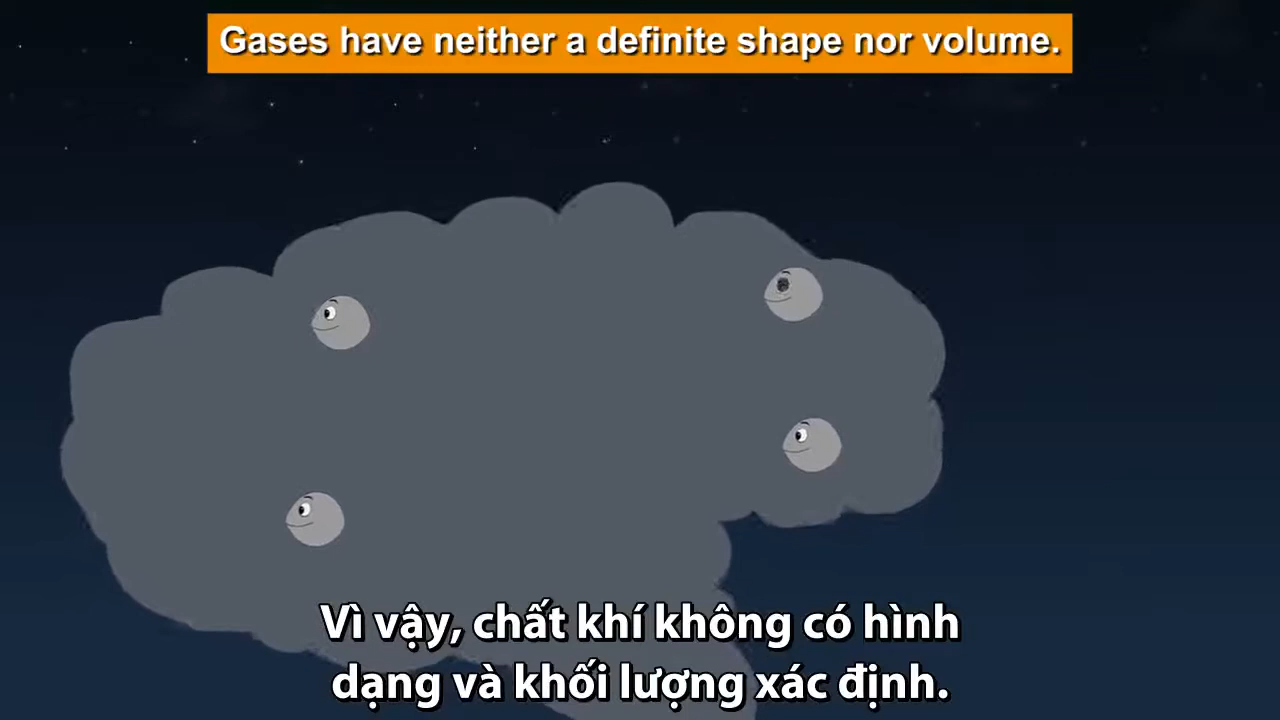 Gases have neither a definite shape nor volume.
Vì vậy, chất khí không có hình
dạng và khối lượng xác định.